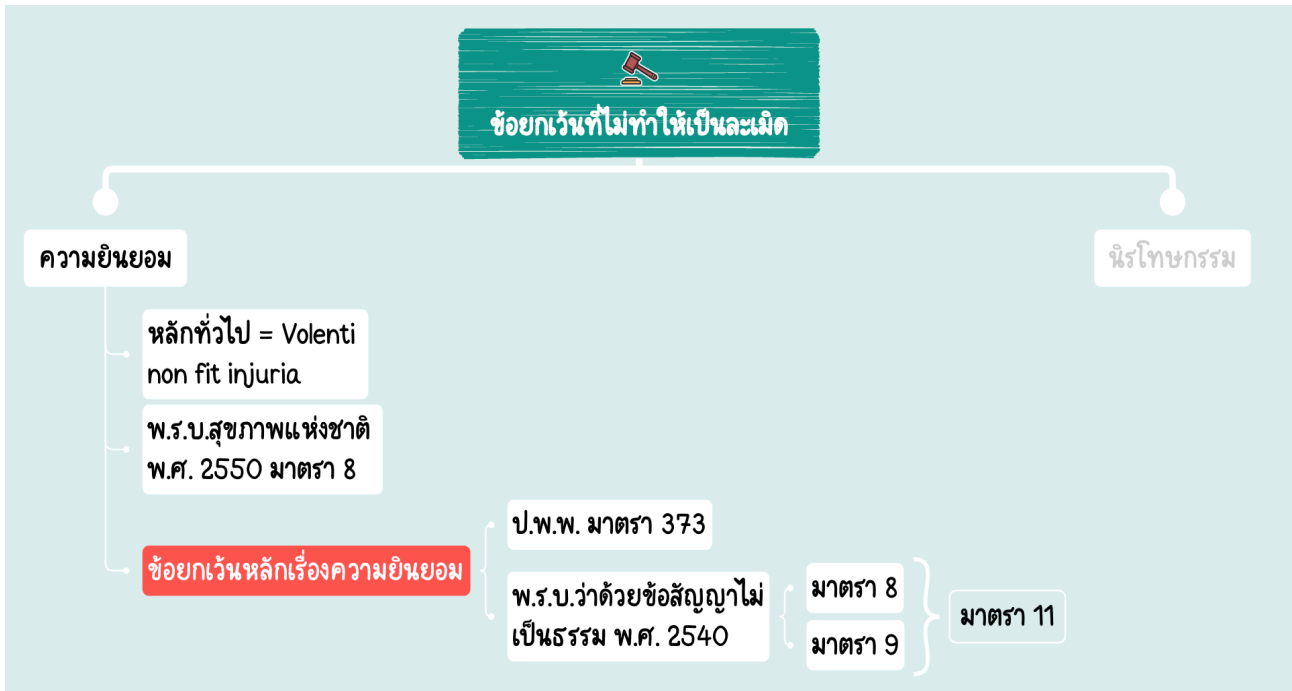 ข้อยกเว้นที่ไม่ทำให้เป็นละเมิด
ความยินยอม
นิรโทษกรรม
หลักทั่วไป = Volenti
non fit injuria
พ.ร.บ.สุขภาพแห่งชาติ
พ.ศ. 2550 มาตรา 8
ข้อยกเว้นหลักเรื่องความยินยอม
ป.พ.พ. มาตรา 373
พ.ร.บ.ว่าด้วยข้อสัญญาไม่
เป็นธรรม พ.ศ. 2540
มาตรา 8
มาตรา 9
มาตรา 11